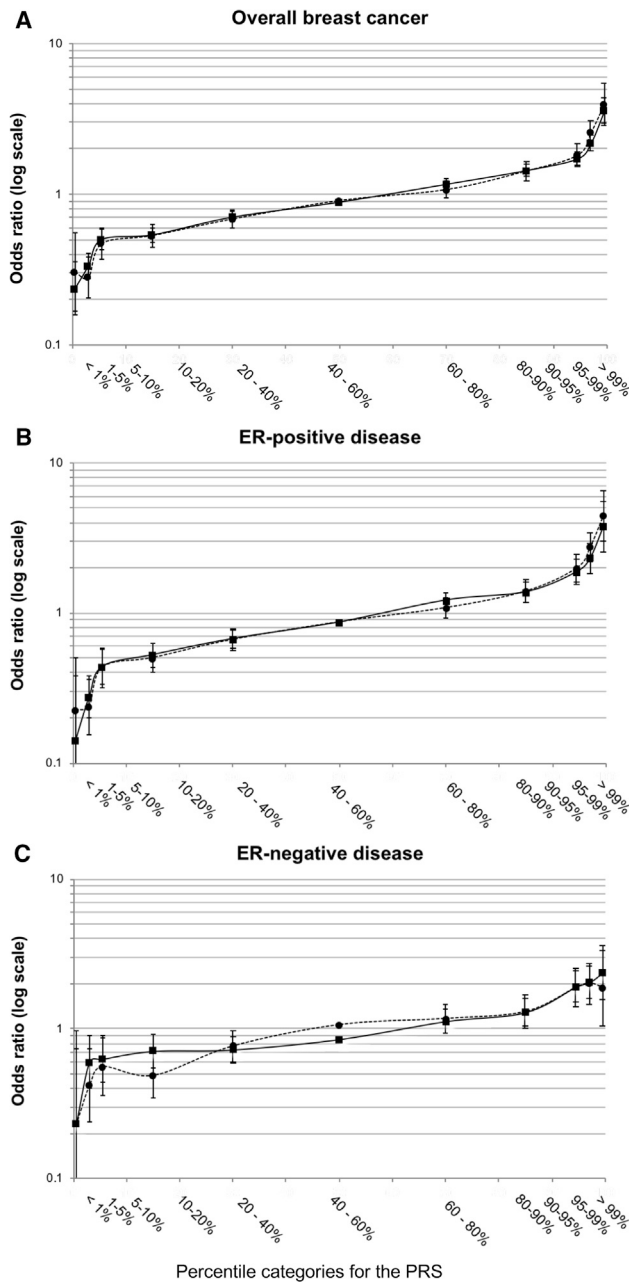 A
Overall breast cancer
Odds ratio (log scale)
10
1
0.1
< 1%
1-5%
5-10%
10-20%
20 - 40%
40 - 60%
60 - 80%
80-90%
90-95%
95-99%
> 99%
B
ER-positive disease
Odds ratio (log scale)
10
1
0.1
< 1%
1-5%
5-10%
10-20%
20 - 40%
40 - 60%
60 - 80%
80-90%
90-95%
95-99%
> 99%
C
ER-negative disease
Odds ratio (log scale)
10
1
0.1
< 1%
1-5%
5-10%
10-20%
20 - 40%
40 - 60%
60 - 80%
80-90%
90-95%
95-99%
> 99%
Percentile categories for the PRS